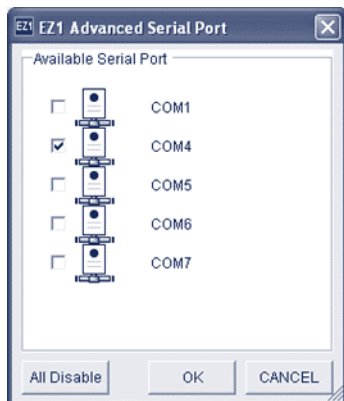 EZ1 EZ1 Advanced Serial Port
Available Serial Port
COM1
COM4
COM5
COM6
COM7
All Disable OK CANCEL